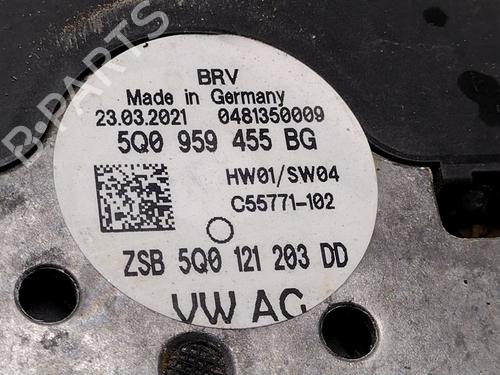 BRV
Made in Germany
23.03.2021 0481350009
5Q0 959 455 BG
HW01/SW04
C55771-102
ZSB 5Q0 121 203 DD
VW AG
B-PARTS